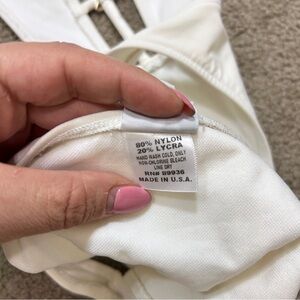 80% NYLON
20% LYCRA
HAND WASH COLD, ONLY
NON-CHLORINE BLEACH
LINE DRY
RN# 89936
MADE IN U.S.A.